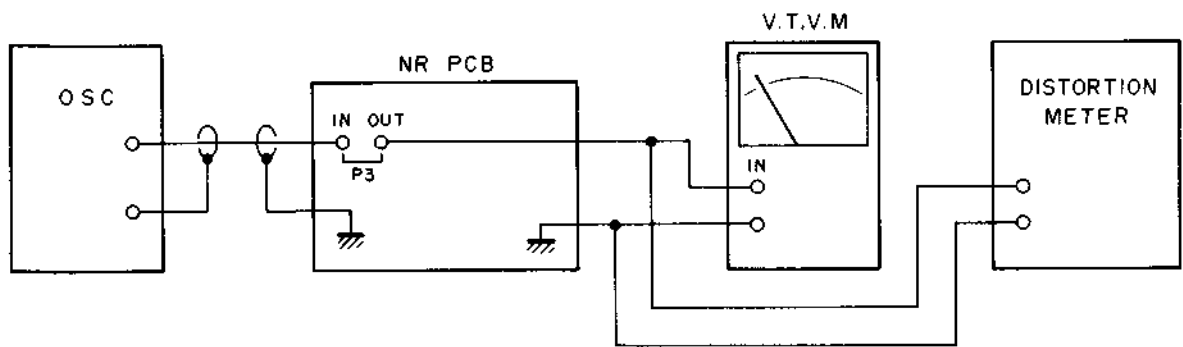 V.T.V.M
NR PCB
OSC
DISTORTION
METER
IN OUT
P3
IN